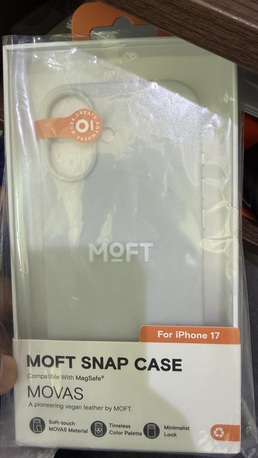 MOFT
For iPhone 17
MOFT SNAP CASE
Compatible With MagSafe®
MOVAS
A pioneering vegan leather by MOFT.
Soft-touch
MOVAS Material
Timeless
Color Palette
Minimalist
Look